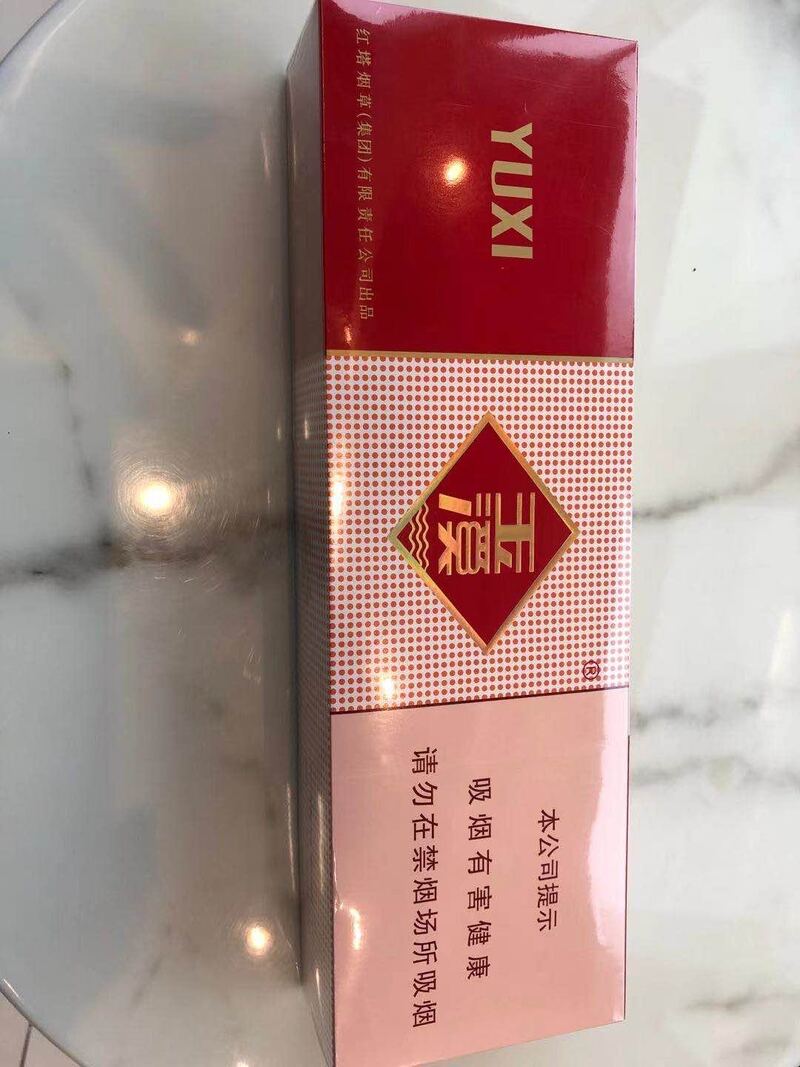 YUXI
红塔烟草(集团)有限责任公司出品
玉溪
®
本公司提示
吸烟有害健康
请勿在禁烟场所吸烟